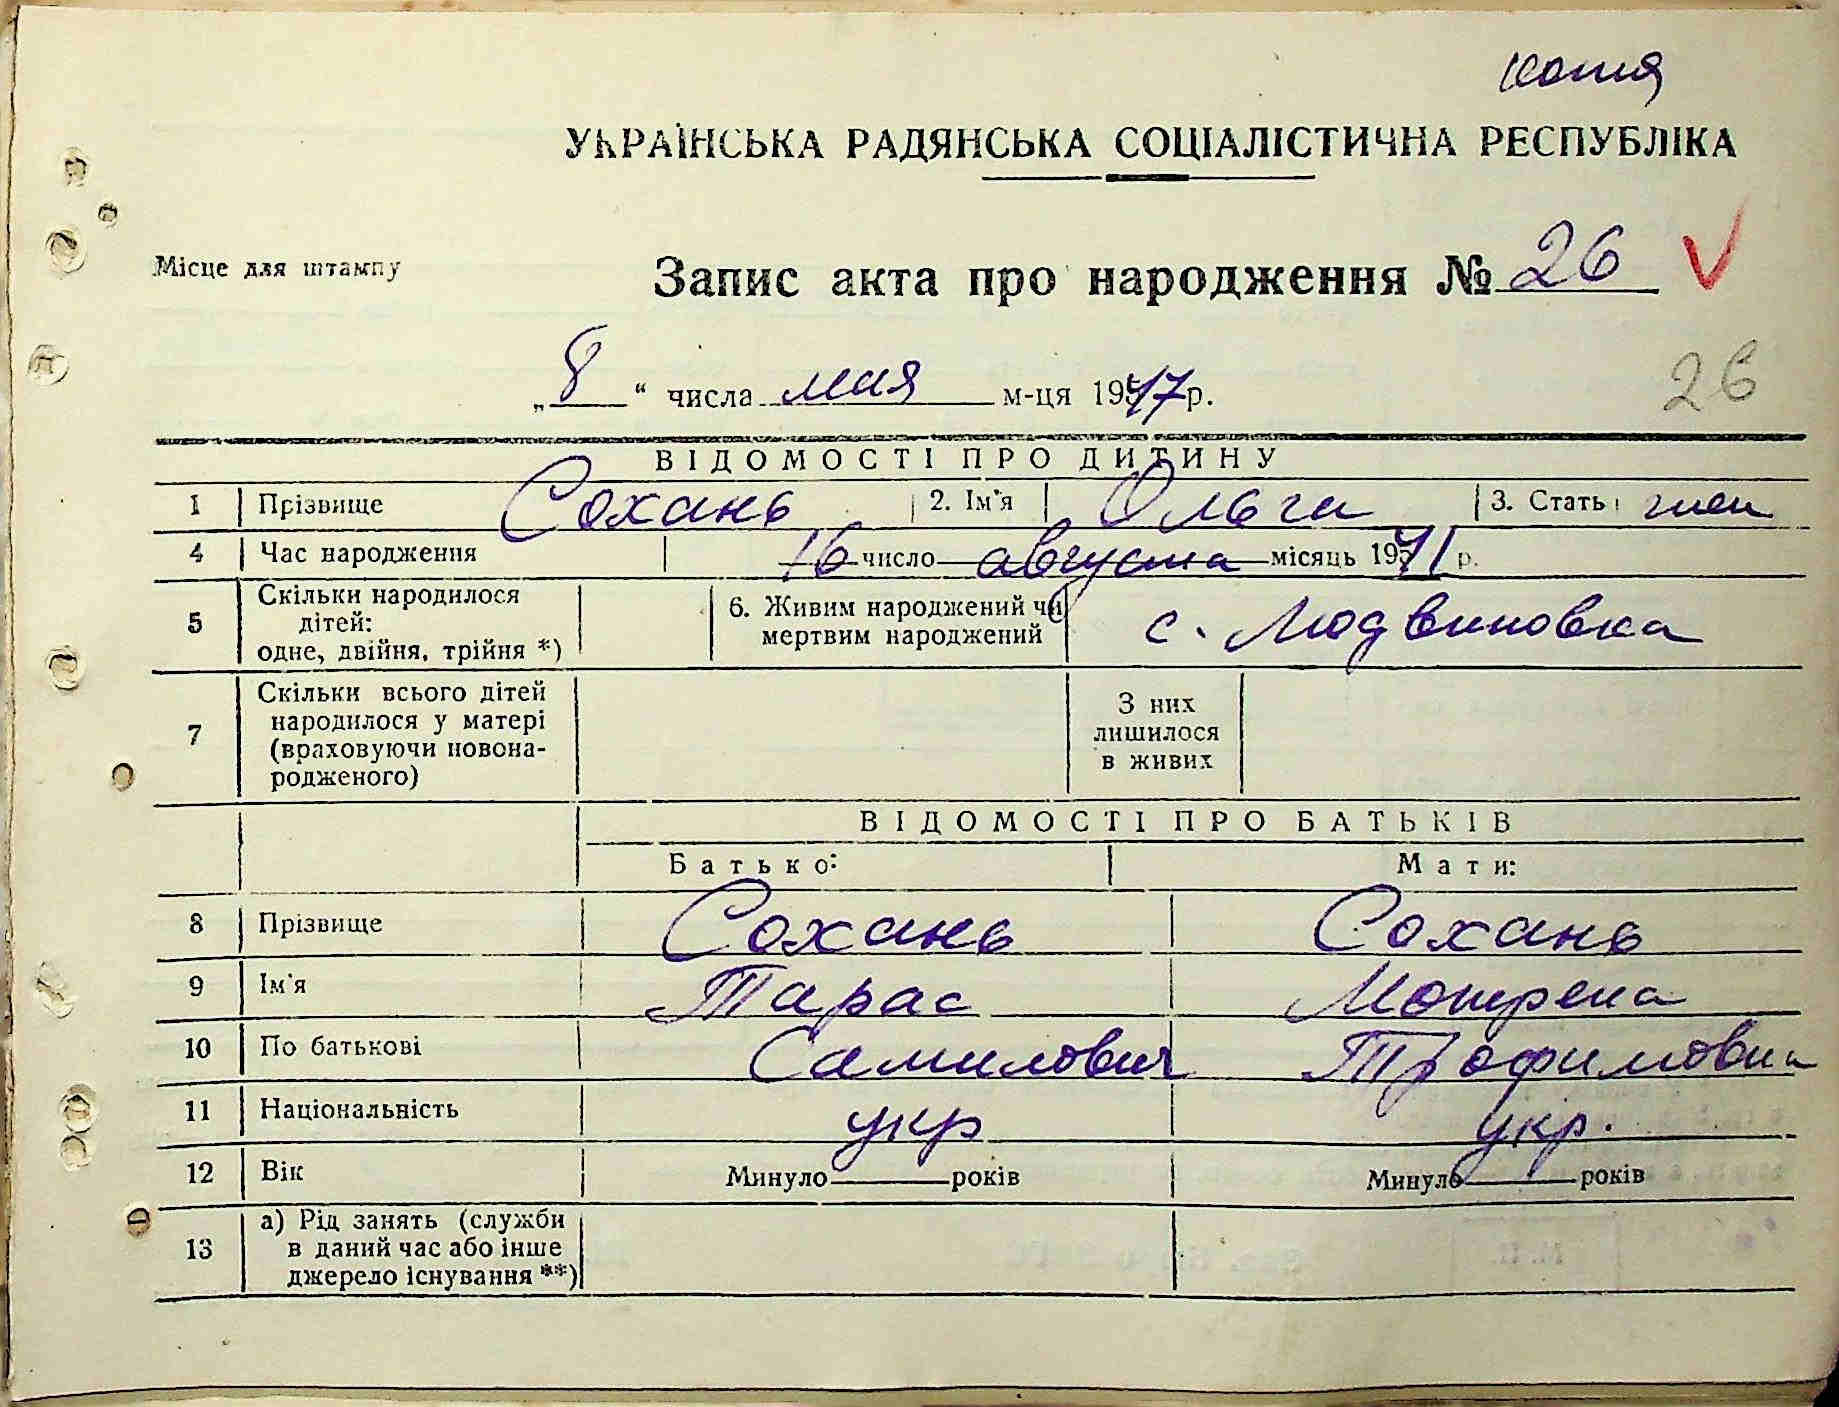 копия
УКРАЇНСЬКА РАДЯНСЬКА СОЦІАЛІСТИЧНА РЕСПУБЛІКА
Місце для штампу
Запис акта про народження № 26
„8“ числа мая м-ця 1947 р.
26
ВІДОМОСТІ ПРО ДИТИНУ
1 Прізвище Сохань 2. Ім'я Ольга 3. Стать жен
4 Час народження 16 число августа місяць 1941 р.
5 Скільки народилося дітей: одне, двійня, трійня *) 6. Живим народжений чи мертвим народжений с. Людвиновка
7 Скільки всього дітей народилося у матері (враховуючи новонародженого) З них лишилося в живих
ВІДОМОСТІ ПРО БАТЬКІВ
Батько: Мати:
8 Прізвище Сохань Сохань
9 Ім'я Тарас Мотрена
10 По батькові Самилович Трофимовна
11 Національність укр укр.
12 Вік Минуло років Минуло років
13 а) Рід занять (служби в даний час або інше джерело існування **)